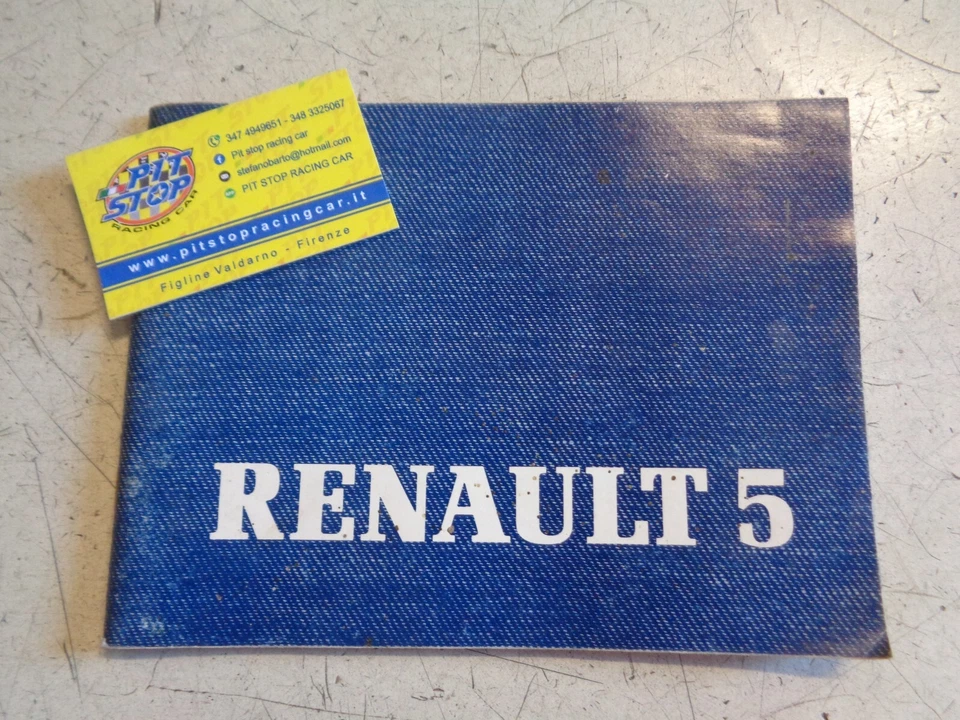 347 4949651 - 348 3325067
Pit stop racing car
stefanobarto@hotmail.com
PIT STOP RACING CAR
PIT
STOP
RACING CAR
www.pitstopracingcar.it
Figline Valdarno - Firenze
RENAULT 5